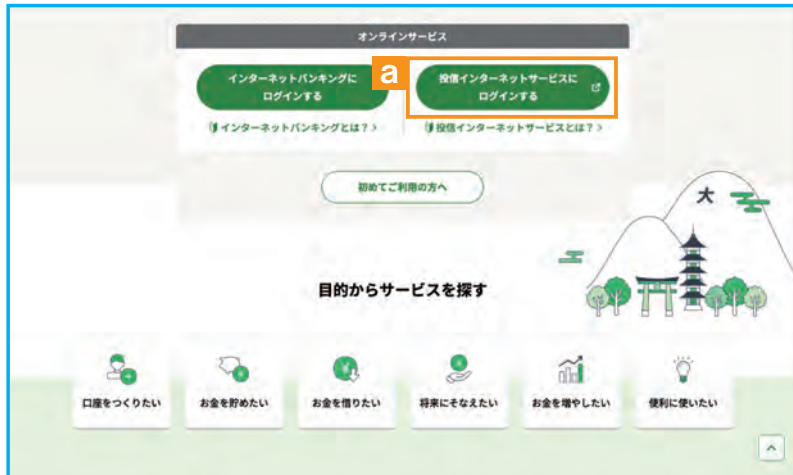 オンラインサービス
インターネットバンキングに
ログインする
a
投信インターネットサービスに
ログインする
インターネットバンキングとは？
投信インターネットサービスとは？
初めてご利用の方へ
大
目的からサービスを探す
口座をつくりたい
お金を貯めたい
お金を借りたい
将来にそなえたい
お金を増やしたい
便利に使いたい